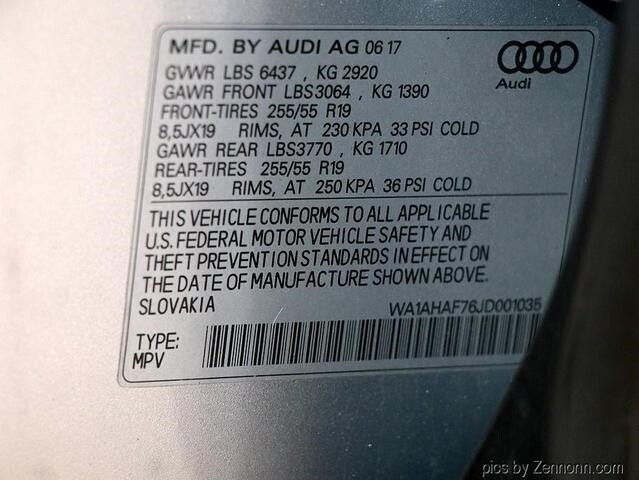 MFD. BY AUDI AG 06 17
Audi
GVWR LBS 6437 , KG 2920
GAWR FRONT LBS3064 , KG 1390
FRONT-TIRES 255/55 R19
8,5JX19 RIMS, AT 230 KPA 33 PSI COLD
GAWR REAR LBS3770 , KG 1710
REAR-TIRES 255/55 R19
8,5JX19 RIMS, AT 250 KPA 36 PSI COLD
THIS VEHICLE CONFORMS TO ALL APPLICABLE
U.S. FEDERAL MOTOR VEHICLE SAFETY AND
THEFT PREVENTION STANDARDS IN EFFECT ON
THE DATE OF MANUFACTURE SHOWN ABOVE.
SLOVAKIA WA1AHAF76JD001035
TYPE:
MPV
pics by Zennonn.com